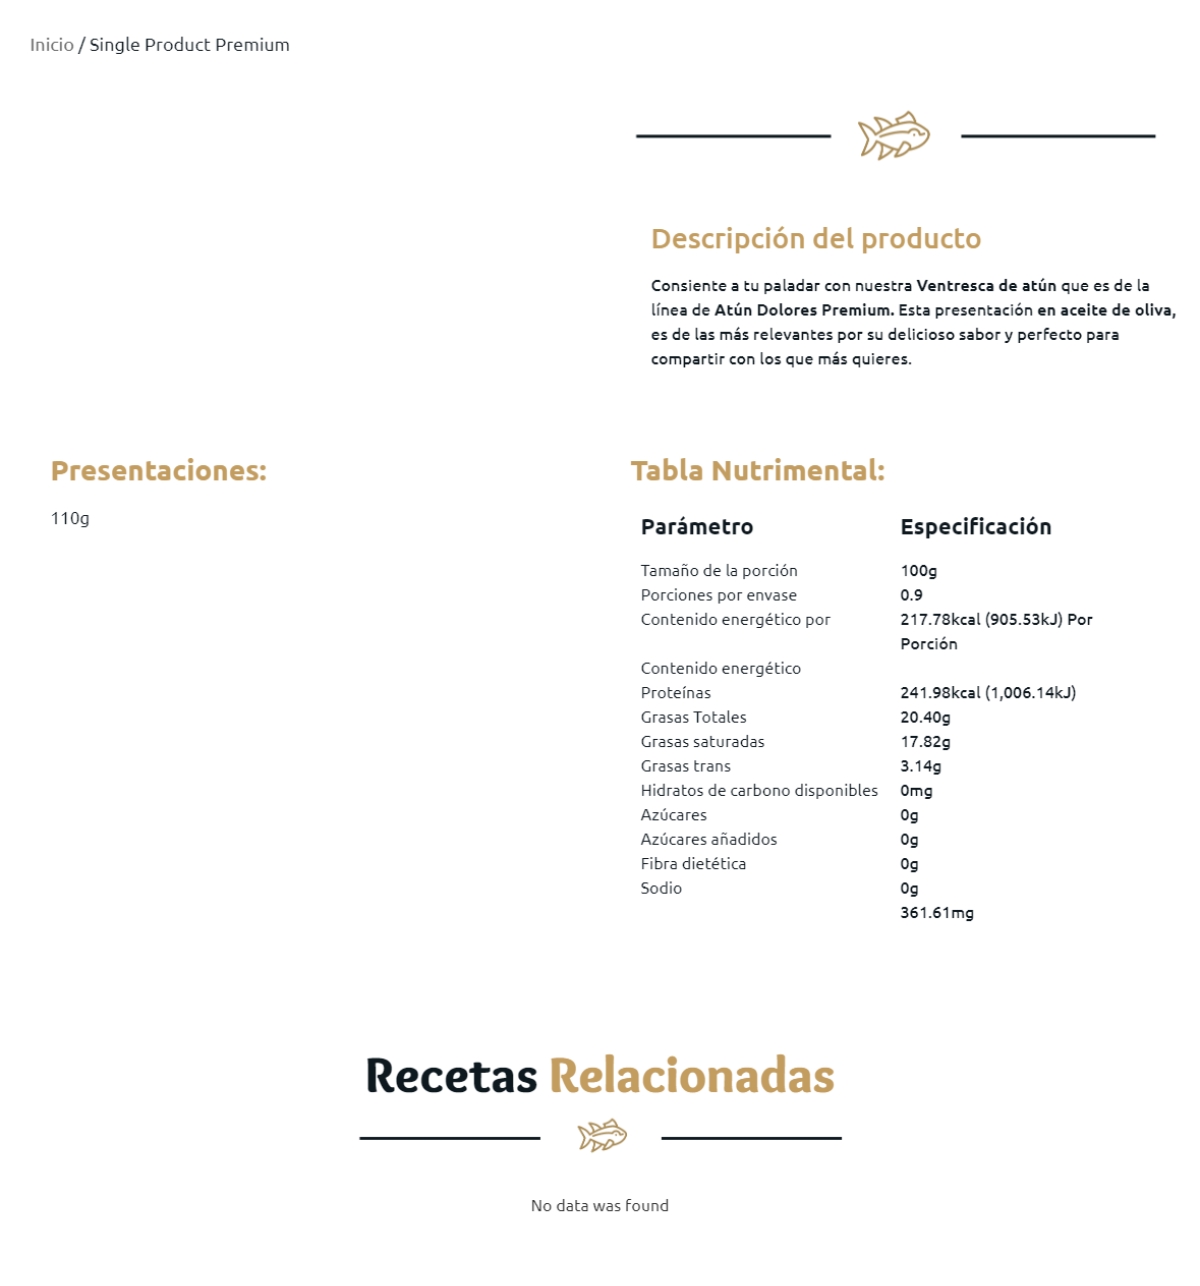 Inicio / Single Product Premium
Descripción del producto
Consiente a tu paladar con nuestra Ventresca de atún que es de la
línea de Atún Dolores Premium. Esta presentación en aceite de oliva,
es de las más relevantes por su delicioso sabor y perfecto para
compartir con los que más quieres.
Presentaciones:
110g
Tabla Nutrimental:
Parámetro Especificación
Tamaño de la porción 100g
Porciones por envase 0.9
Contenido energético por 217.78kcal (905.53kJ) Por
Porción
Contenido energético
Proteínas 241.98kcal (1,006.14kJ)
Grasas Totales 20.40g
Grasas saturadas 17.82g
Grasas trans 3.14g
Hidratos de carbono disponibles 0mg
Azúcares 0g
Azúcares añadidos 0g
Fibra dietética 0g
Sodio 0g
361.61mg
Recetas Relacionadas
No data was found